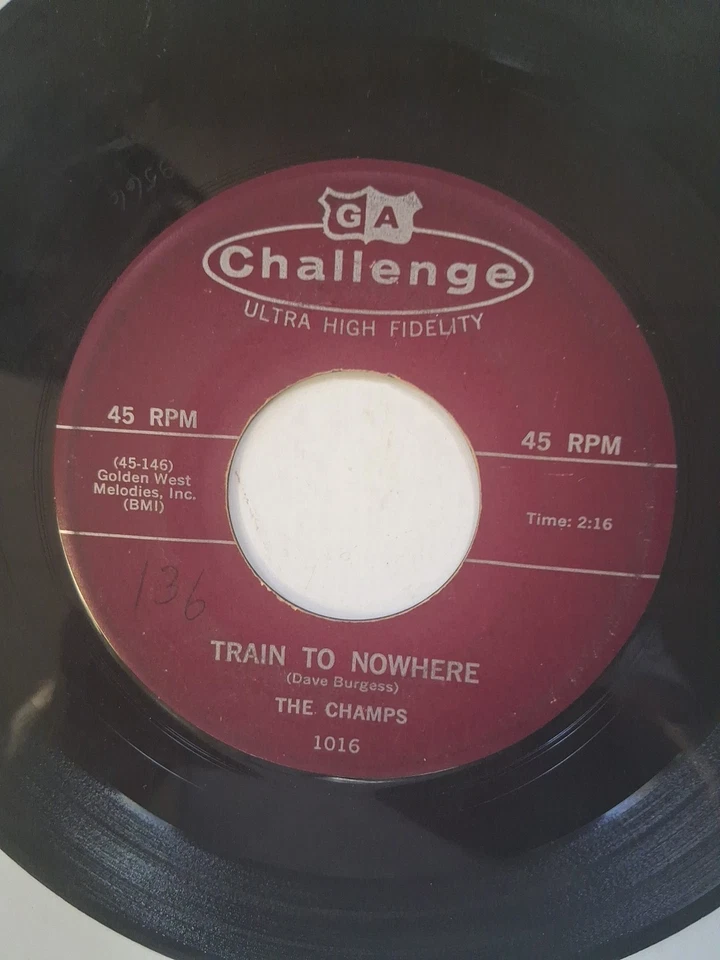 GA
Challenge
ULTRA HIGH FIDELITY
45 RPM
(45-146)
Golden West
Melodies, Inc.
(BMI)
45 RPM
Time: 2:16
136
TRAIN TO NOWHERE
(Dave Burgess)
THE CHAMPS
1016